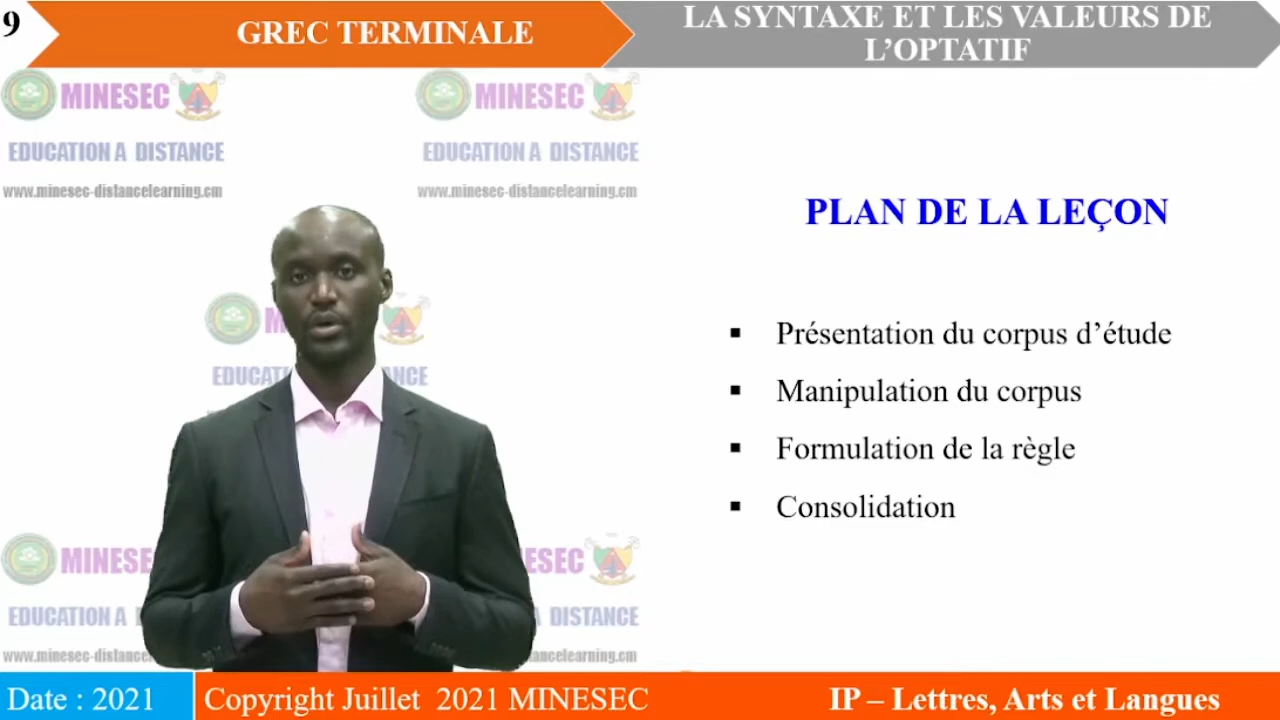 9
GREC TERMINALE
LA SYNTAXE ET LES VALEURS DE
L’OPTATIF
MINESEC
MINESEC
EDUCATION A DISTANCE
EDUCATION A DISTANCE
www.minesec-distancelearning.cm
www.minesec-distancelearning.cm
PLAN DE LA LEÇON
▪ Présentation du corpus d’étude
▪ Manipulation du corpus
▪ Formulation de la règle
▪ Consolidation
Date : 2021
Copyright Juillet 2021 MINESEC
IP – Lettres, Arts et Langues